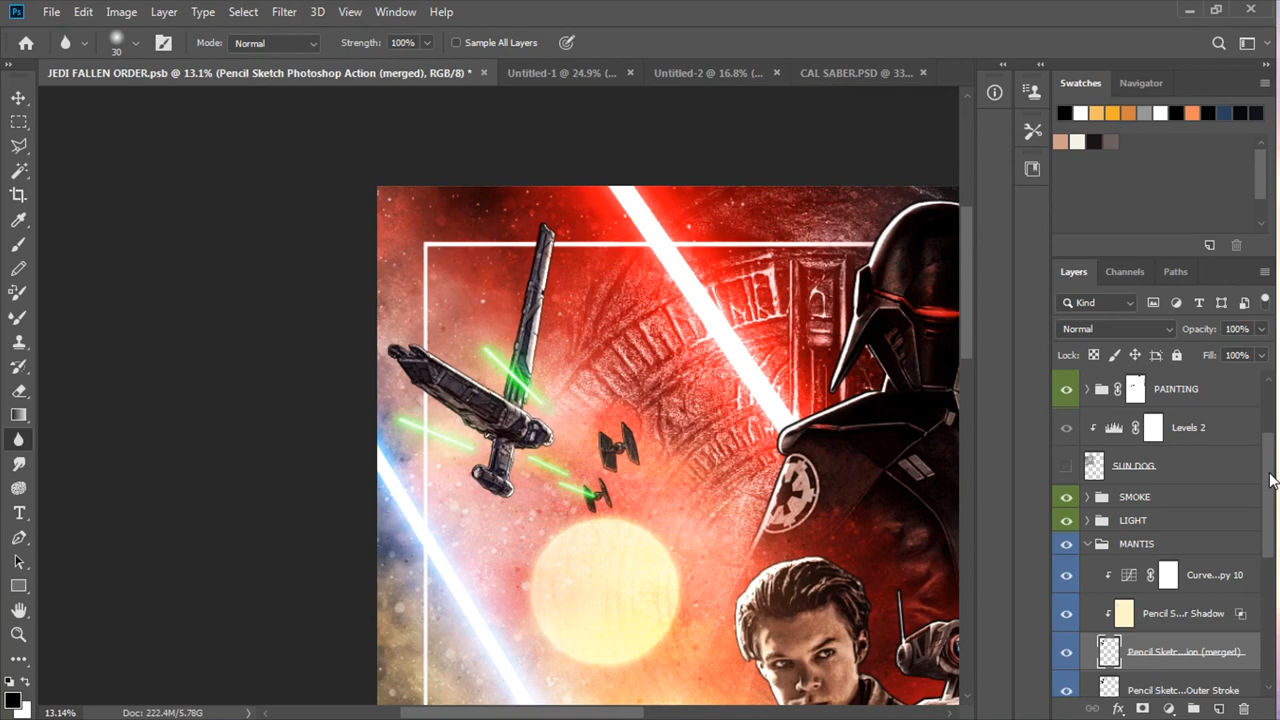 Ps File Edit Image Layer Type Select Filter 3D View Window Help
30 Mode: Normal Strength: 100% Sample All Layers
JEDI FALLEN ORDER.psb @ 13.1% (Pencil Sketch Photoshop Action (merged), RGB/8) * Untitled-1 @ 24.9% (... Untitled-2 @ 16.8% (... CAL SABER.PSD @ 33...
Swatches Navigator
Layers Channels Paths
Kind
Normal Opacity: 100%
Lock: Fill: 100%
PAINTING
Levels 2
SUN DOG
SMOKE
LIGHT
MANTIS
Curve...py 10
Pencil S...r Shadow
Pencil Sketc...ion (merged)
Pencil Sketc...Outer Stroke
13.14% Doc: 222.4M/5.78G